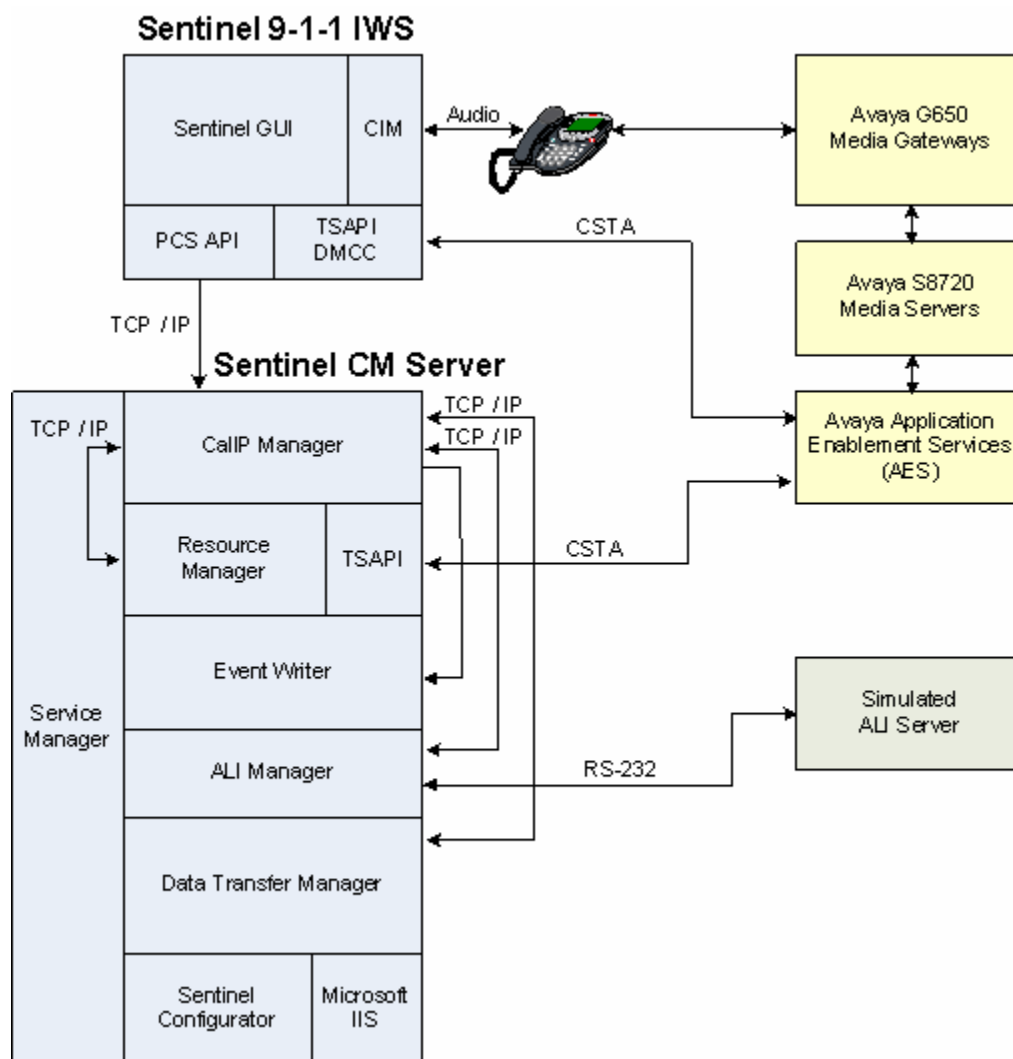 Sentinel 9-1-1 IWS
Sentinel GUI
CIM
Audio
Avaya G650
Media Gateways
PCS API
TSAPI
DMCC
CSTA
Avaya S8720
Media Servers
TCP / IP
Sentinel CM Server
TCP / IP
CallP Manager
TCP / IP
TCP / IP
Avaya Application
Enablement Services
(AES)
Resource
Manager
TSAPI
CSTA
Event Writer
Service
Manager
Simulated
ALI Server
ALI Manager
RS-232
Data Transfer Manager
Sentinel
Configurator
Microsoft
IIS